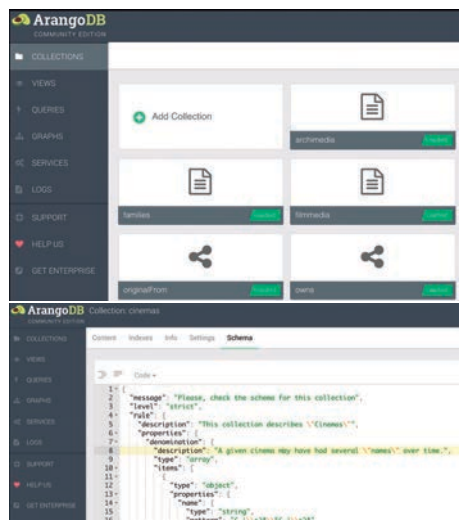 ArangoDB
COMMUNITY EDITION
COLLECTIONS
VIEWS
QUERIES
GRAPHS
SERVICES
LOGS
SUPPORT
HELP US
GET ENTERPRISE
Add Collection
archimedia
families
filmmedia
originalFrom
owns
ArangoDB Collection: cinemas
COMMUNITY EDITION
COLLECTIONS
VIEWS
QUERIES
GRAPHS
SERVICES
LOGS
SUPPORT
HELP US
GET ENTERPRISE
Content Indexes Info Settings Schema
Code
1 {
2 "message": "Please, check the schema for this collection",
3 "level": "strict",
4 "rule": {
5 "description": "This collection describes \"Cinemas\"",
6 "properties": {
7 "denomination": {
8 "description": "A given cinema may have had several \"names\" over time.",
9 "type": "array",
10 "items": [
11 {
12 "type": "object",
13 "properties": {
14 "name": {
15 "type": "string",
16